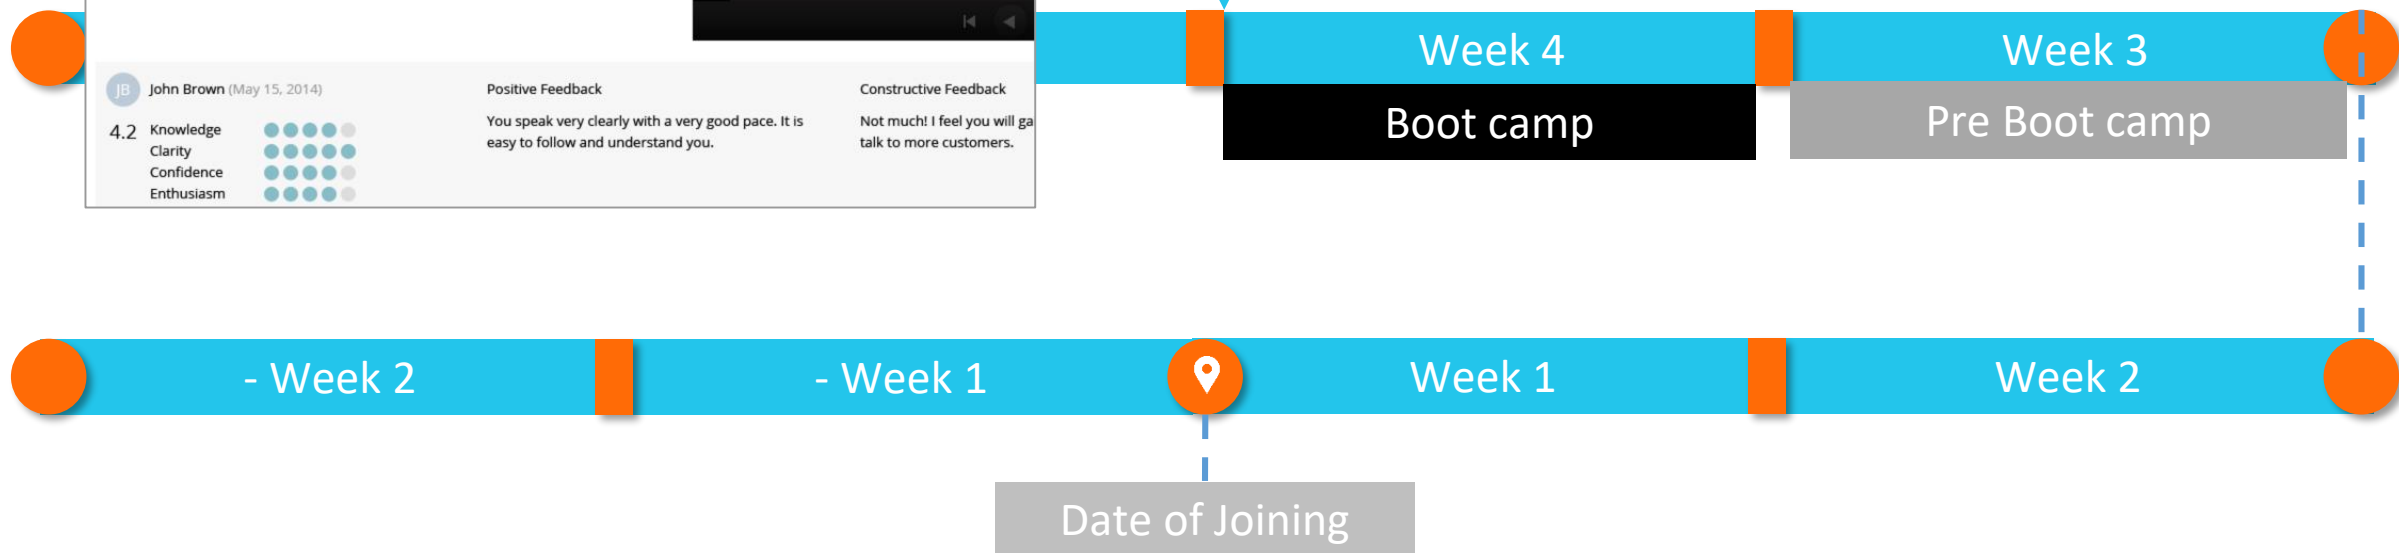 Week 4
Week 3
Boot camp
Pre Boot camp
JB
John Brown (May 15, 2014)
4.2
Knowledge
Clarity
Confidence
Enthusiasm
Positive Feedback
You speak very clearly with a very good pace. It is
easy to follow and understand you.
Constructive Feedback
Not much! I feel you will ga
talk to more customers.
- Week 2
- Week 1
Week 1
Week 2
Date of Joining